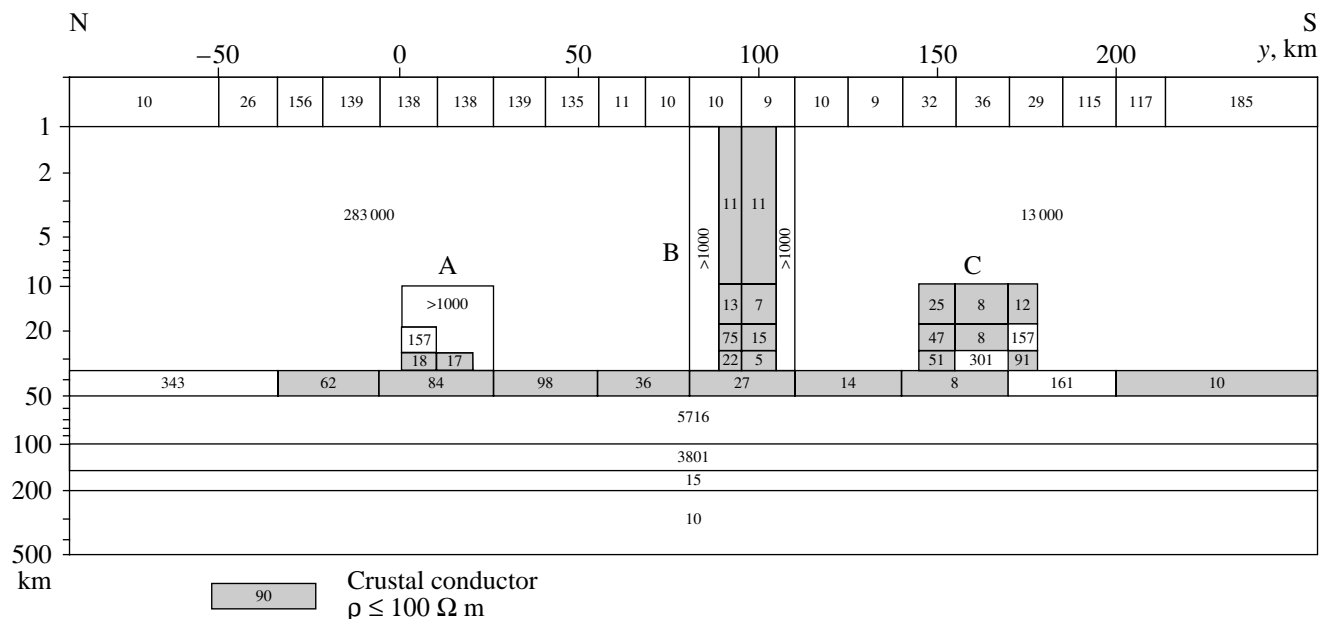 N S
−50 0 50 100 150 200 y, km
10 26 156 139 138 138 139 135 11 10 10 9 10 9 32 36 29 115 117 185
1
2
283 000 11 11 13 000
5 B >1000 >1000
A C
10
>1000 13 7 25 8 12
20
157 75 15 47 8 157
18 17 22 5 51 301 91
343 62 84 98 36 27 14 8 161 10
50
5716
100
3801
15
200
10
500
km
90 Crustal conductor
ρ ≤ 100 Ω m